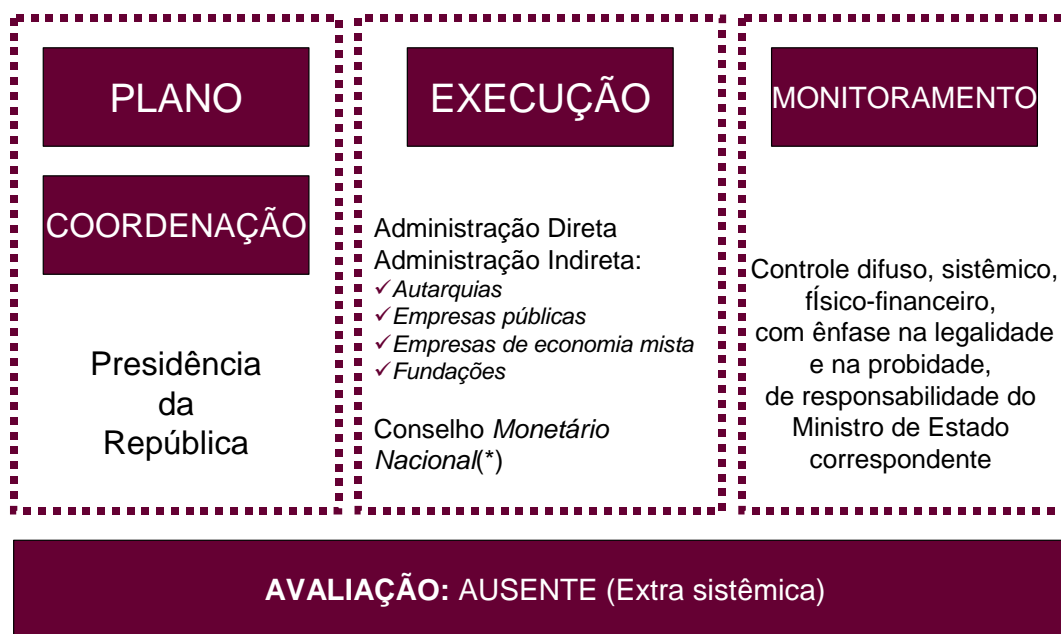 PLANO
COORDENAÇÃO
Presidência
da
República
EXECUÇÃO
Administração Direta
Administração Indireta:
✓Autarquias
✓Empresas públicas
✓Empresas de economia mista
✓Fundações
Conselho Monetário
Nacional(*)
MONITORAMENTO
Controle difuso, sistêmico,
físico-financeiro,
com ênfase na legalidade
e na probidade,
de responsabilidade do
Ministro de Estado
correspondente
AVALIAÇÃO: AUSENTE (Extra sistêmica)